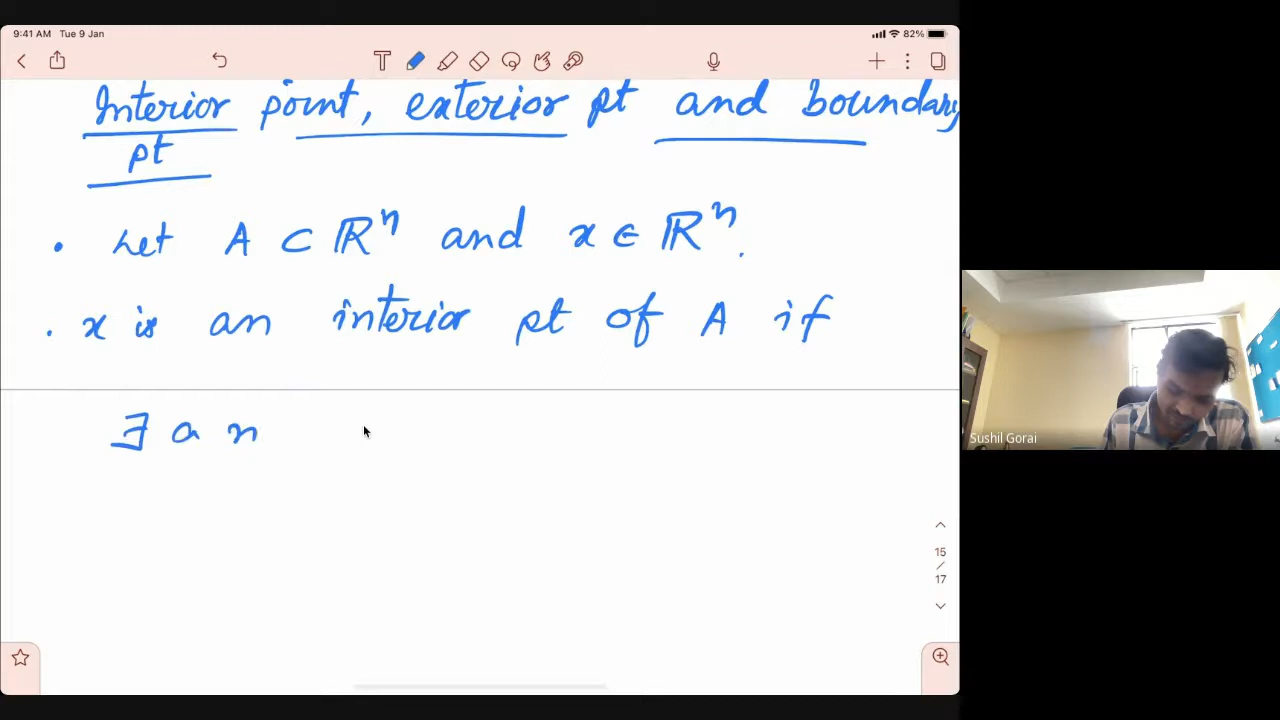 9:41 AM Tue 9 Jan 82%
Interior point, exterior pt and boundary
pt
. Let A ⊂ ℝⁿ and x ∈ ℝⁿ.
. x is an interior pt of A if
∃ a n
Sushil Gorai
15
/
17